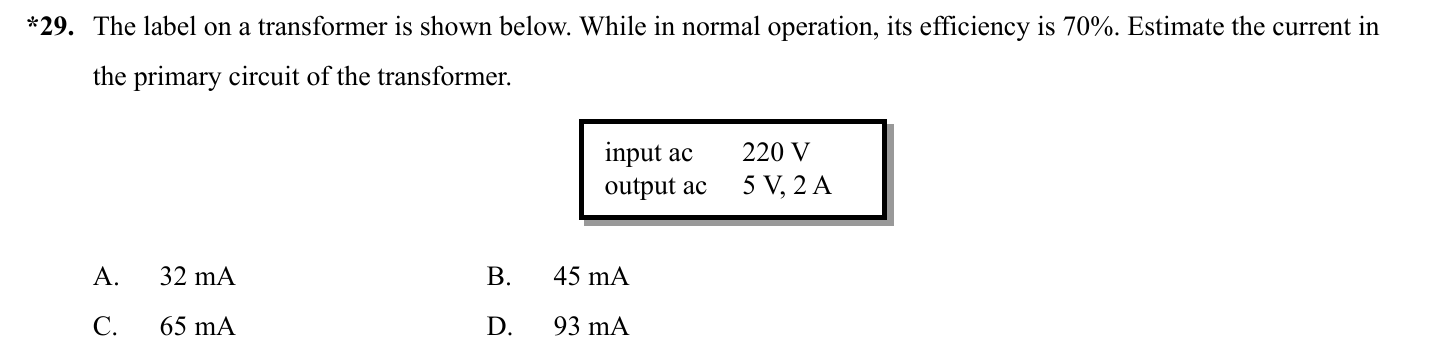 *29. The label on a transformer is shown below. While in normal operation, its efficiency is 70%. Estimate the current in
the primary circuit of the transformer.
input ac 220 V
output ac 5 V, 2 A
A. 32 mA B. 45 mA
C. 65 mA D. 93 mA